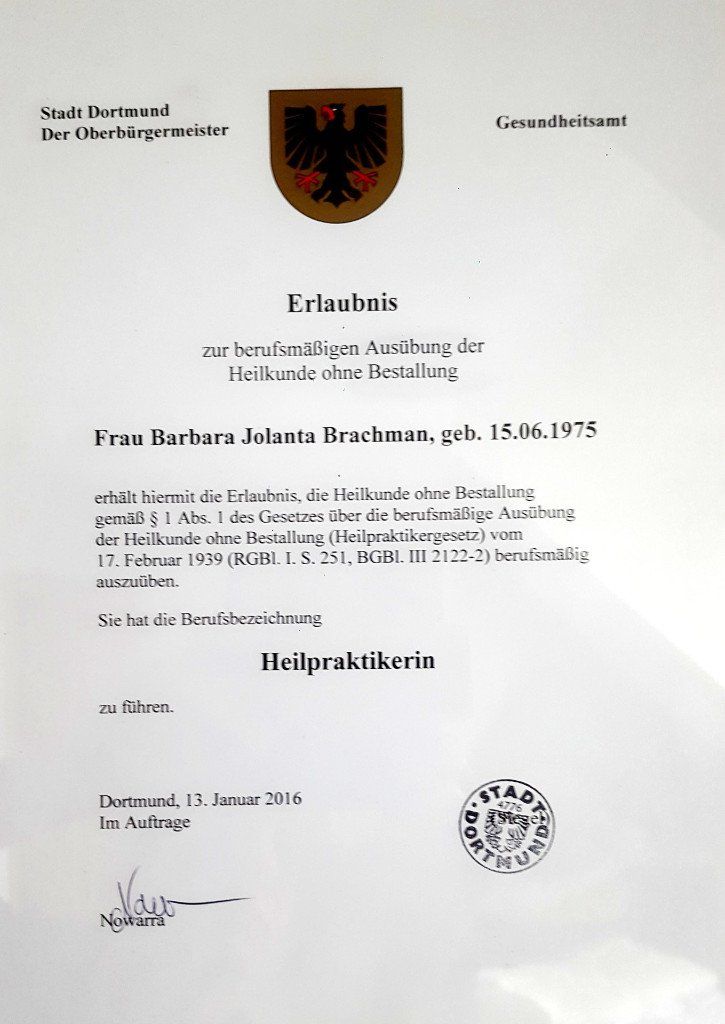 Stadt Dortmund
Der Oberbürgermeister
Gesundheitsamt
Erlaubnis
zur berufsmäßigen Ausübung der
Heilkunde ohne Bestallung
Frau Barbara Jolanta Brachman, geb. 15.06.1975
erhält hiermit die Erlaubnis, die Heilkunde ohne Bestallung
gemäß § 1 Abs. 1 des Gesetzes über die berufsmäßige Ausübung
der Heilkunde ohne Bestallung (Heilpraktikergesetz) vom
17. Februar 1939 (RGBl. I. S. 251, BGBl. III 2122-2) berufsmäßig
auszuüben.
Sie hat die Berufsbezeichnung
Heilpraktikerin
zu führen.
Dortmund, 13. Januar 2016
Im Auftrage
STADT
4776
(Siegel)
DORTMUND
Nowarra